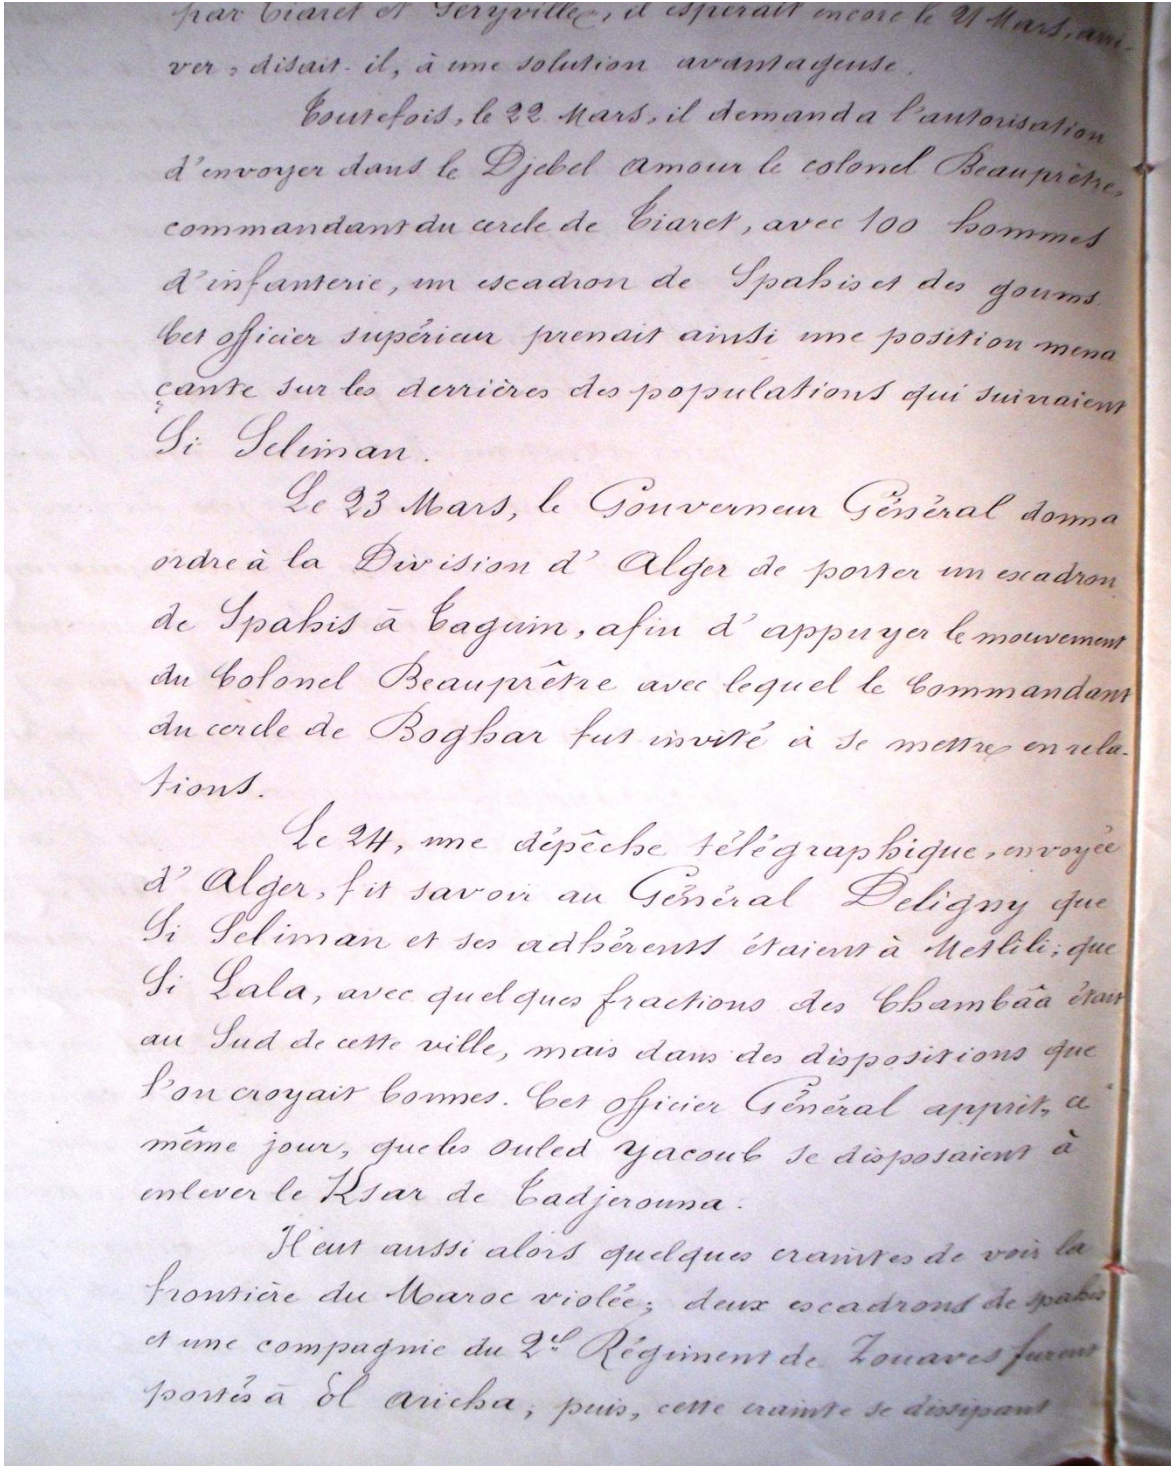 par Tiaret et Géryville, il espérait encore le 21 Mars, arri-
ver, disait-il, à une solution avantageuse.
Toutefois, le 22 Mars, il demanda l'autorisation
d'envoyer dans le Djebel Amour le colonel Beauprêtre,
commandant du cercle de Tiaret, avec 100 hommes
d'infanterie, un escadron de Spahis et des goums.
Cet officier supérieur prenait ainsi une position mena
çante sur les derrières des populations qui suivraient
Si Seliman.
Le 23 Mars, le Gouverneur Général donna
ordre à la Division d'Alger de porter un escadron
de Spahis à Taguin, afin d'appuyer le mouvement
du Colonel Beauprêtre avec lequel le Commandant
du cercle de Boghar fut invité à se mettre en rela-
tions.
Le 24, une dépêche télégraphique, envoyée
d'Alger, fit savoir au Général Deligny que
Si Seliman et ses adhérents étaient à Metlili; que
Si Lala, avec quelques fractions des Chambâa était
au Sud de cette ville, mais dans des dispositions que
l'on croyait bonnes. Cet officier Général apprit, ce
même jour, que les Ouled Yacoub se disposaient à
enlever le Ksar de Tadjerouna.
Il eut aussi alors quelques craintes de voir la
frontière du Maroc violée; deux escadrons de spahis
et une compagnie du 2e Régiment de Zouaves furent
portés à El Aricha; puis, cette crainte se dissipant